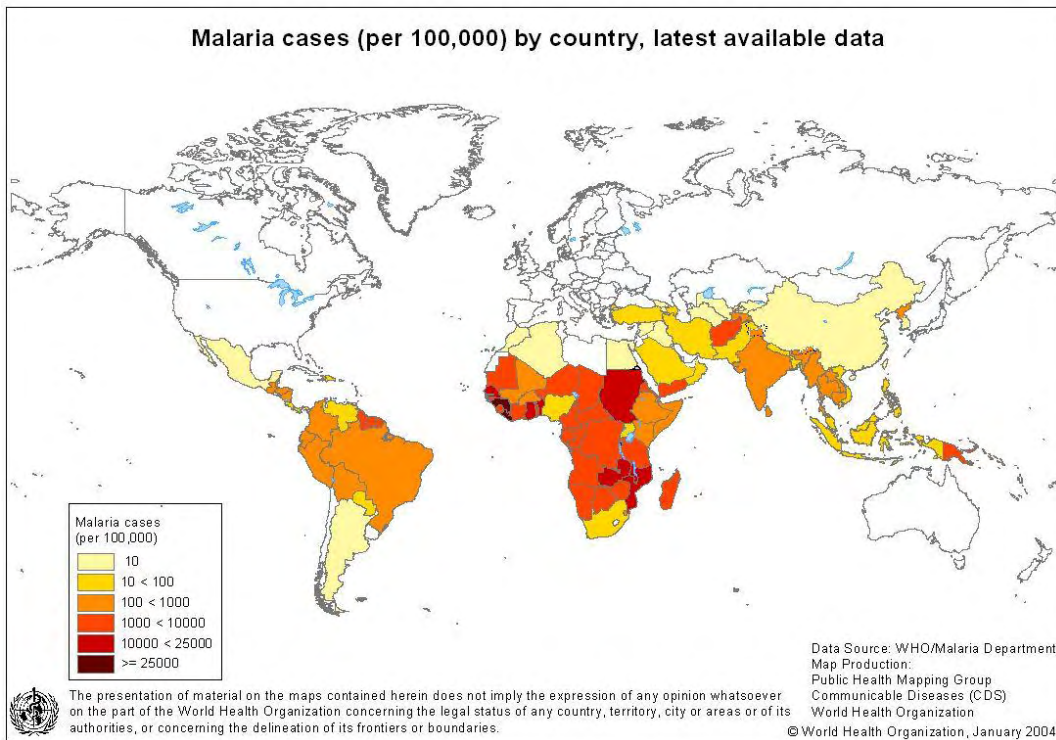 Malaria cases (per 100,000) by country, latest available data
Malaria cases
(per 100,000)
10
10 < 100
100 < 1000
1000 < 10000
10000 < 25000
>= 25000
Data Source: WHO/Malaria Department
Map Production:
Public Health Mapping Group
Communicable Diseases (CDS)
World Health Organization
© World Health Organization, January 2004
The presentation of material on the maps contained herein does not imply the expression of any opinion whatsoever
on the part of the World Health Organization concerning the legal status of any country, territory, city or areas or of its
authorities, or concerning the delineation of its frontiers or boundaries.